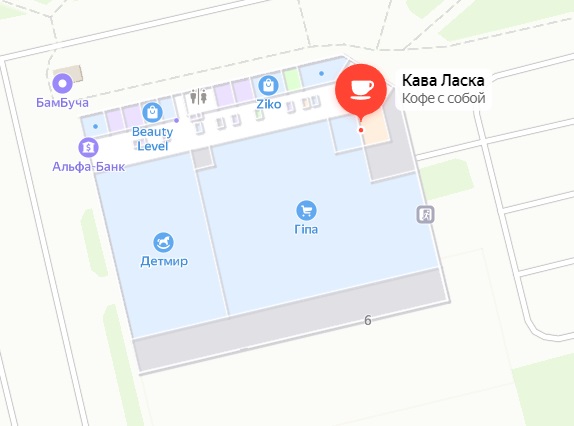 Кава Ласка
Кофе с собой
БамБуча
Ziko
Beauty
Level
Альфа-Банк
Гіпа
Детмир
6